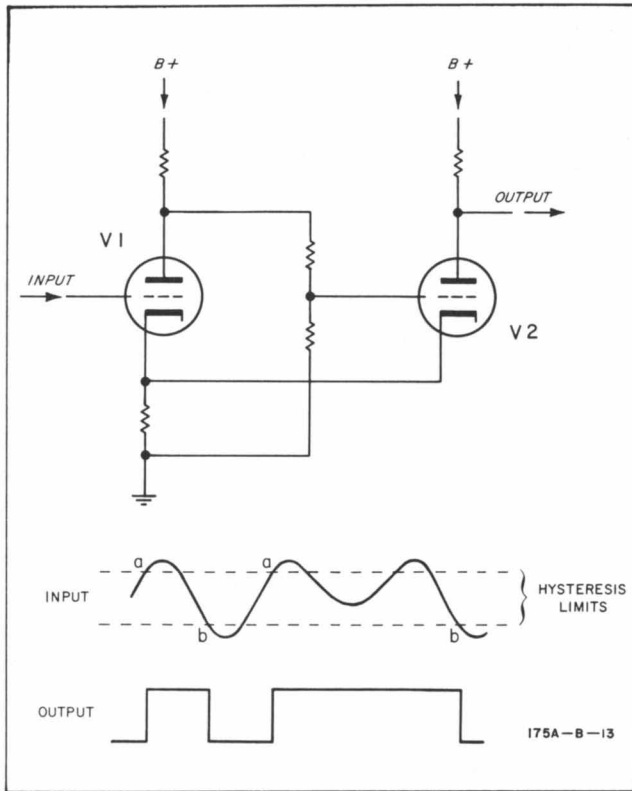 B+
B+
OUTPUT
V1
INPUT
V2
a
a
INPUT
HYSTERESIS
LIMITS
b
b
OUTPUT
175A-B-13